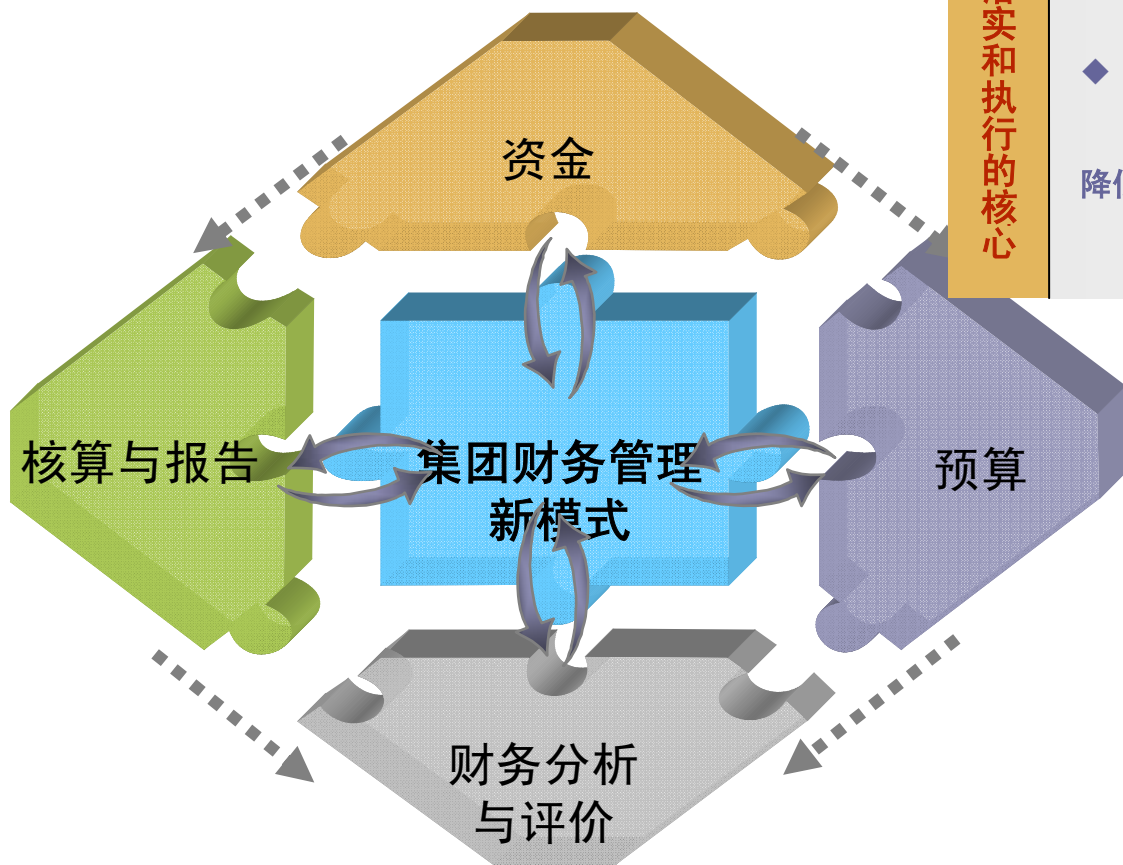 资金
实和执行的核心
降
核算与报告
集团财务管理
新模式
预算
财务分析
与评价